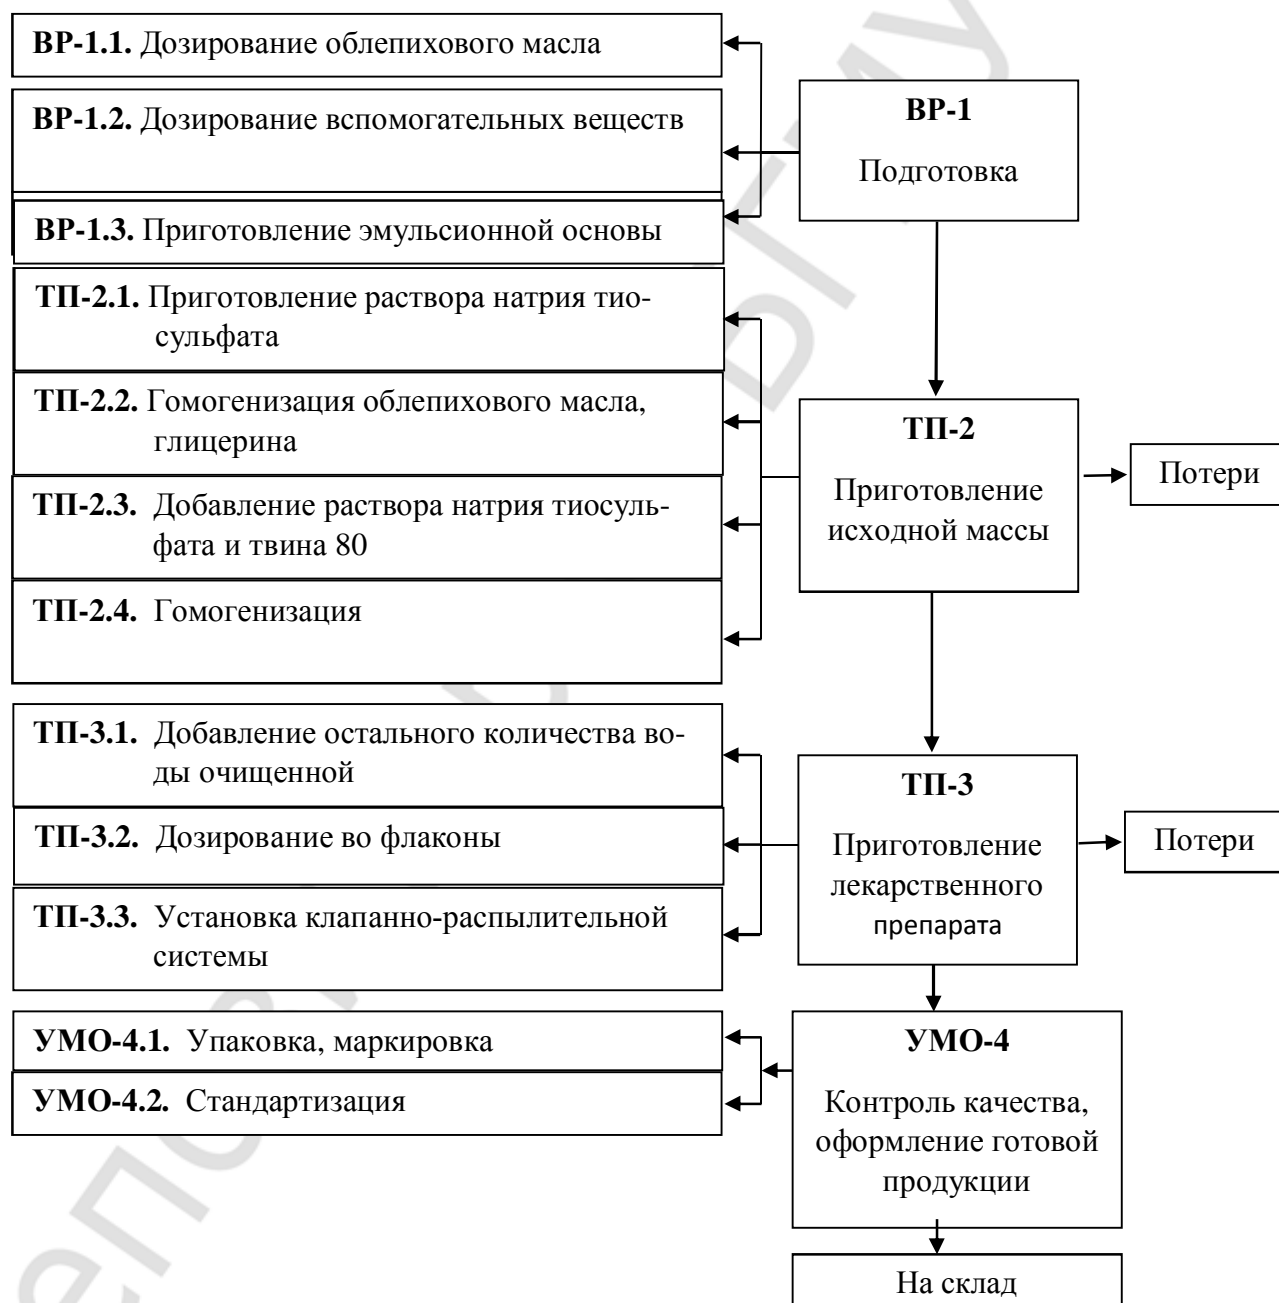 ВР-1.1. Дозирование облепихового масла
ВР-1.2. Дозирование вспомогательных веществ
ВР-1.3. Приготовление эмульсионной основы
ВР-1
Подготовка
ТП-2.1. Приготовление раствора натрия тио-
сульфата
ТП-2.2. Гомогенизация облепихового масла,
глицерина
ТП-2.3. Добавление раствора натрия тиосуль-
фата и твина 80
ТП-2.4. Гомогенизация
ТП-2
Приготовление
исходной массы
Потери
ТП-3.1. Добавление остального количества во-
ды очищенной
ТП-3.2. Дозирование во флаконы
ТП-3.3. Установка клапанно-распылительной
системы
ТП-3
Приготовление
лекарственного
препарата
Потери
УМО-4.1. Упаковка, маркировка
УМО-4.2. Стандартизация
УМО-4
Контроль качества,
оформление готовой
продукции
На склад